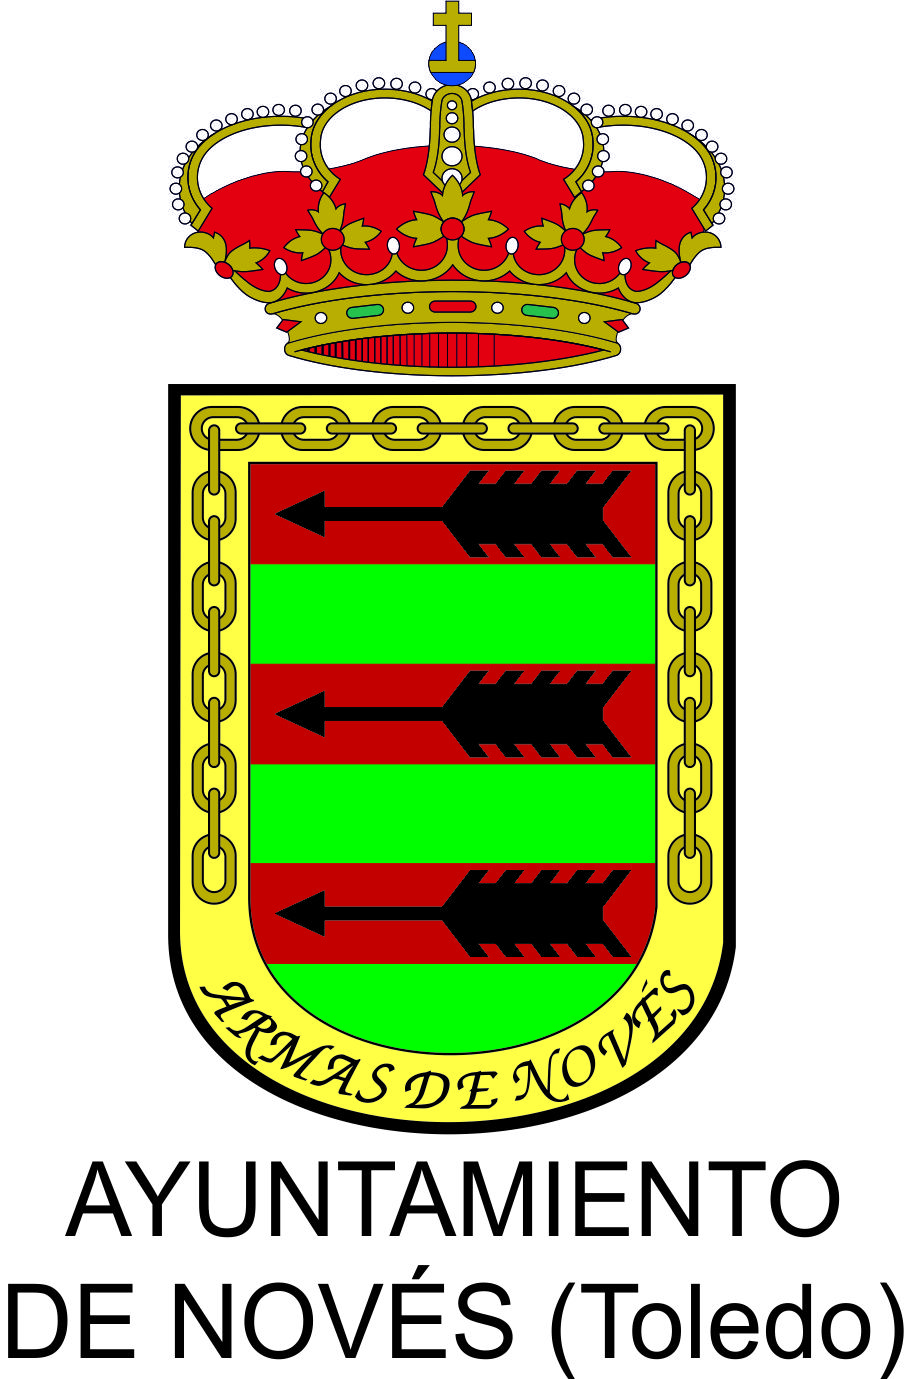 ARMAS DE NOVÉS
AYUNTAMIENTO
DE NOVÉS (Toledo)